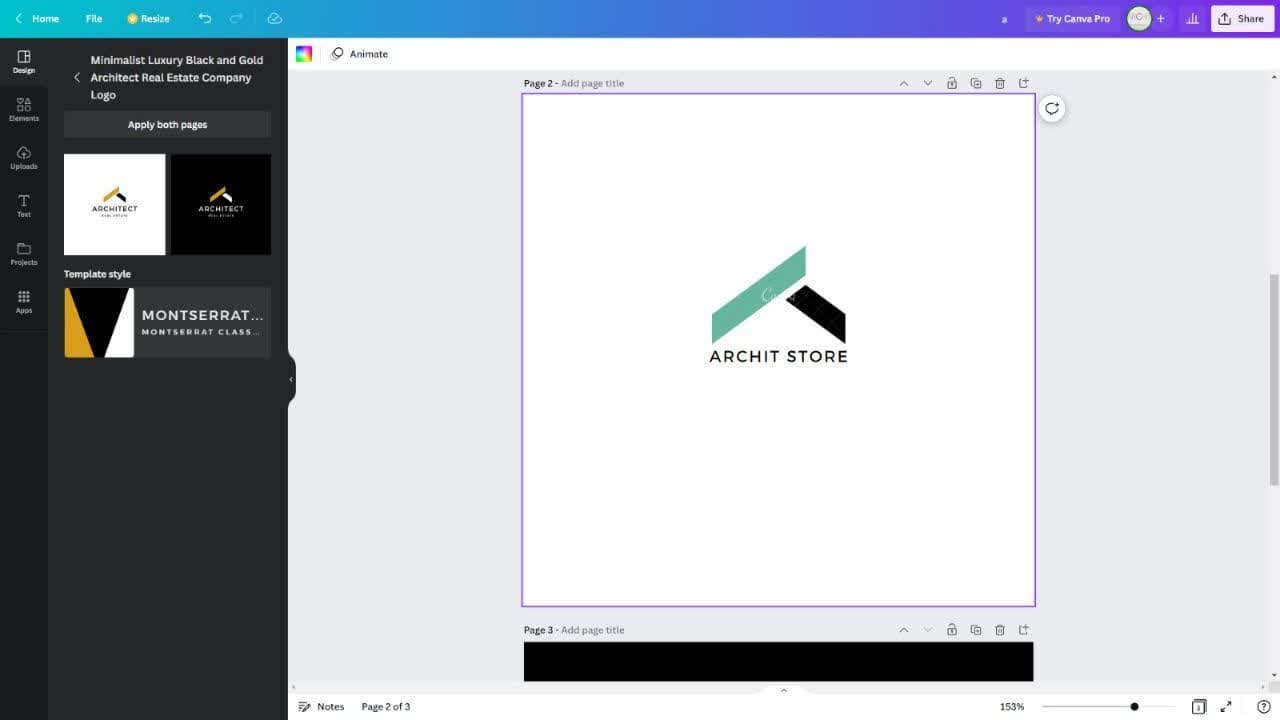 Home File Resize a Try Canva Pro + Share
Design
Elements
Uploads
Text
Projects
Apps
Minimalist Luxury Black and Gold
Architect Real Estate Company
Logo
Apply both pages
ARCHITECT
REAL ESTATE
ARCHITECT
REAL ESTATE
Template style
MONTSERRAT...
MONTSERRAT CLASS...
Animate
Page 2 - Add page title
Canva
ARCHIT STORE
Page 3 - Add page title
Notes Page 2 of 3 153% 3 ?